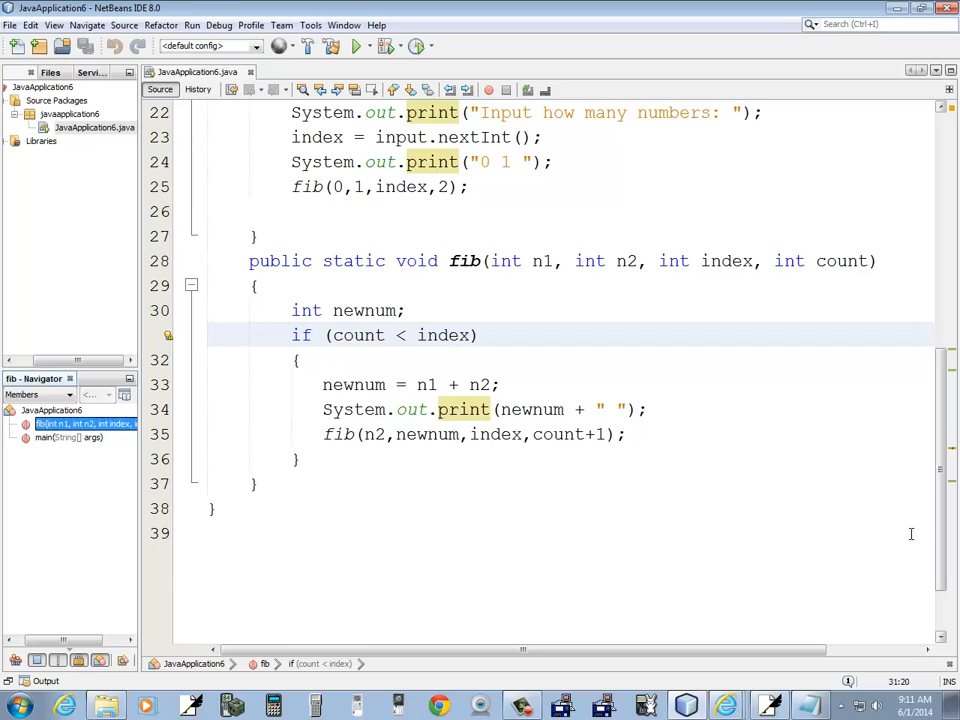 JavaApplication6 - NetBeans IDE 8.0
File Edit View Navigate Source Refactor Run Debug Profile Team Tools Window Help
<default config>
Search (Ctrl+I)
Files Servi...
JavaApplication6.java
JavaApplication6
Source Packages
javaapplication6
JavaApplication6.java
Libraries
Source History
22 System.out.print("Input how many numbers: ");
23 index = input.nextInt();
24 System.out.print("0 1 ");
25 fib(0,1,index,2);
26
27 }
28 public static void fib(int n1, int n2, int index, int count)
29 {
30 int newnum;
if (count < index)
32 {
33 newnum = n1 + n2;
34 System.out.print(newnum + " ");
35 fib(n2,newnum,index,count+1);
36 }
37 }
38 }
39
fib - Navigator
Members <...
JavaApplication6
fib(int n1, int n2, int index, i
main(String[] args)
JavaApplication6 fib if (count < index)
Output
1
31:20 INS
9:11 AM
6/1/2014